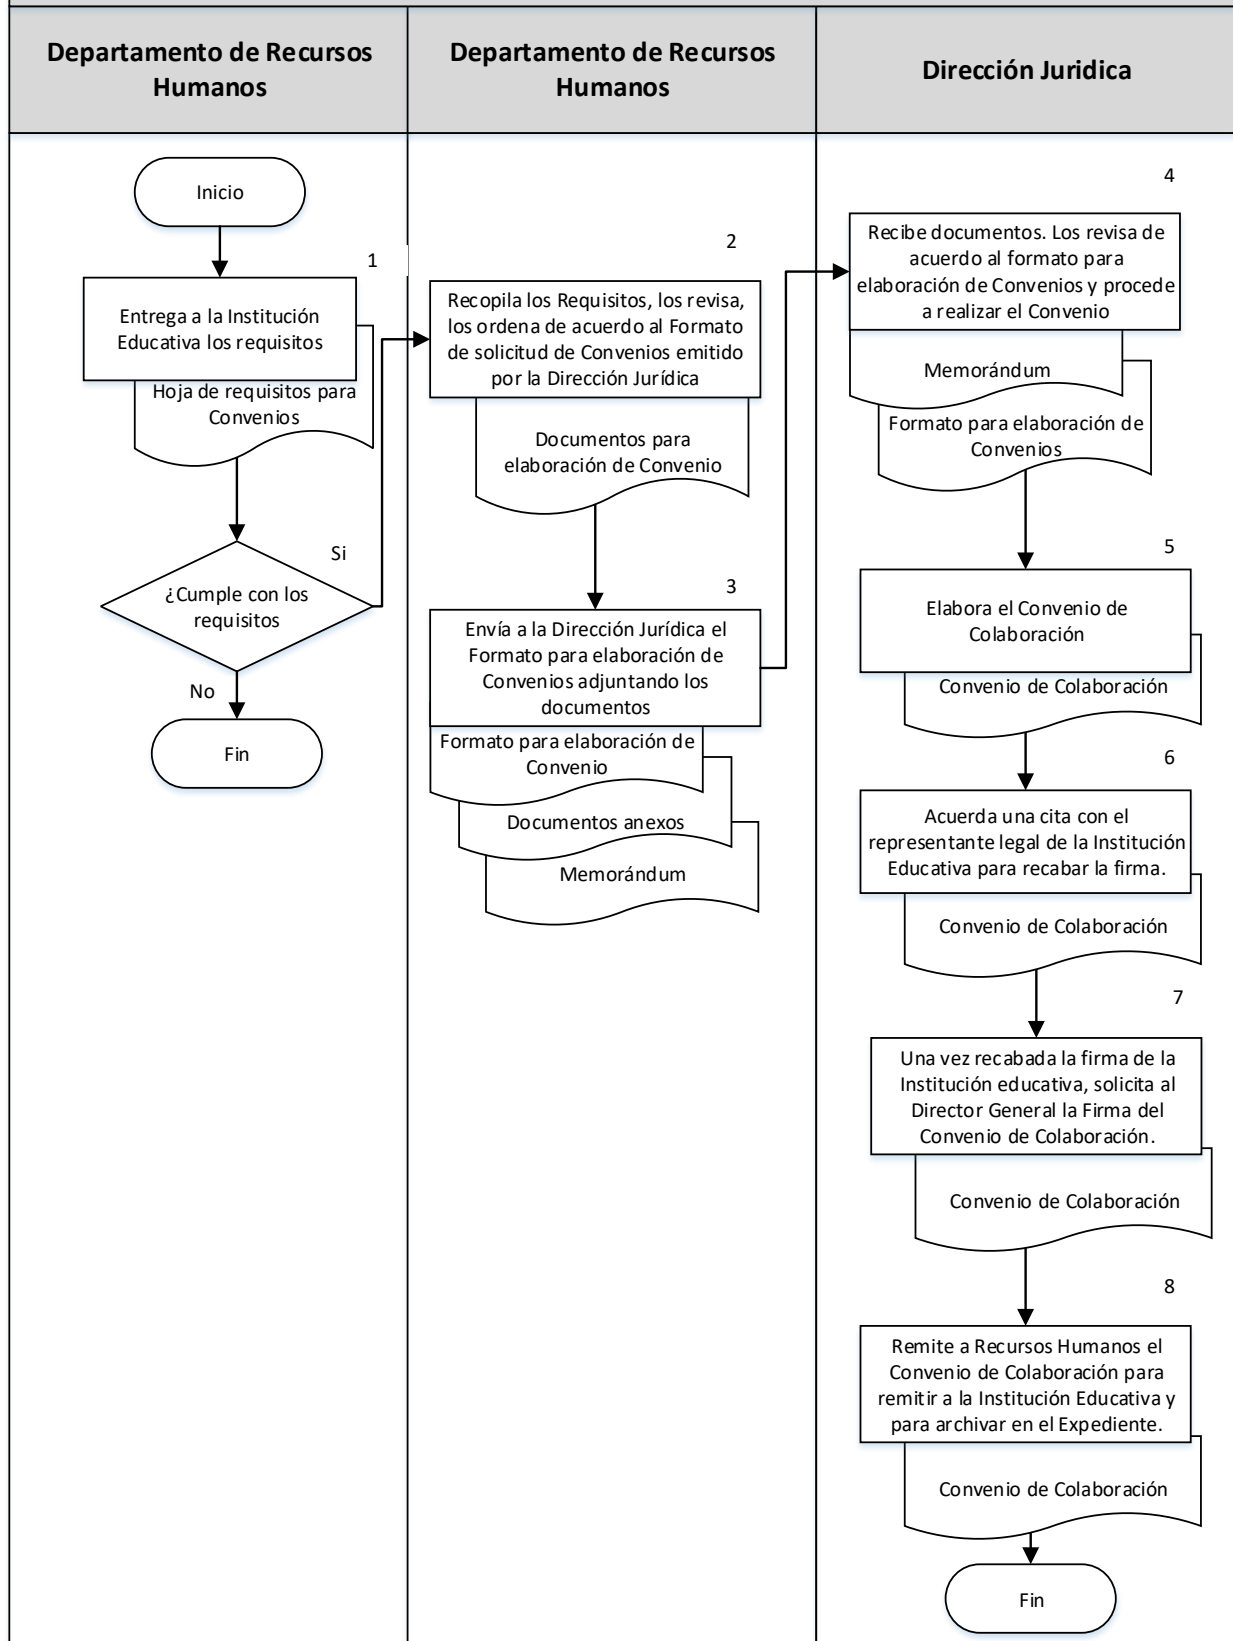 Departamento de Recursos
Humanos
Departamento de Recursos
Humanos
Dirección Juridica
Inicio
1
Entrega a la Institución
Educativa los requisitos
Hoja de requisitos para
Convenios
Si
¿Cumple con los
requisitos
No
Fin
2
Recopila los Requisitos, los revisa,
los ordena de acuerdo al Formato
de solicitud de Convenios emitido
por la Dirección Jurídica
Documentos para
elaboración de Convenio
3
Envía a la Dirección Jurídica el
Formato para elaboración de
Convenios adjuntando los
documentos
Formato para elaboración de
Convenio
Documentos anexos
Memorándum
4
Recibe documentos. Los revisa de
acuerdo al formato para
elaboración de Convenios y procede
a realizar el Convenio
Memorándum
Formato para elaboración de
Convenios
5
Elabora el Convenio de
Colaboración
Convenio de Colaboración
6
Acuerda una cita con el
representante legal de la Institución
Educativa para recabar la firma.
Convenio de Colaboración
7
Una vez recabada la firma de la
Institución educativa, solicita al
Director General la Firma del
Convenio de Colaboración.
Convenio de Colaboración
8
Remite a Recursos Humanos el
Convenio de Colaboración para
remitir a la Institución Educativa y
para archivar en el Expediente.
Convenio de Colaboración
Fin